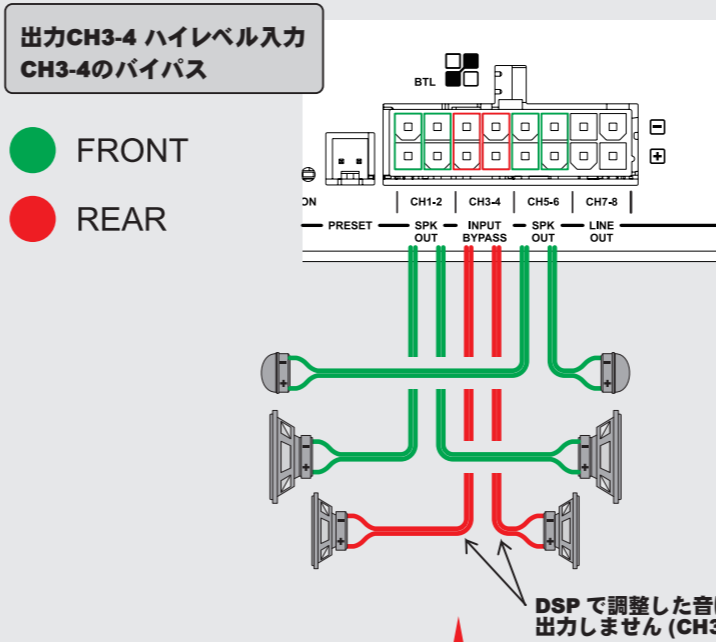 出力CH3-4 ハイレベル入力
CH3-4のバイパス
FRONT
REAR
BTL
−
+
ON
CH1-2 CH3-4 CH5-6 CH7-8
PRESET SPK OUT INPUT BYPASS SPK OUT LINE OUT
− +
− +
− +
− +
− +
− +
DSP で調整した音は
出力しません (CH3